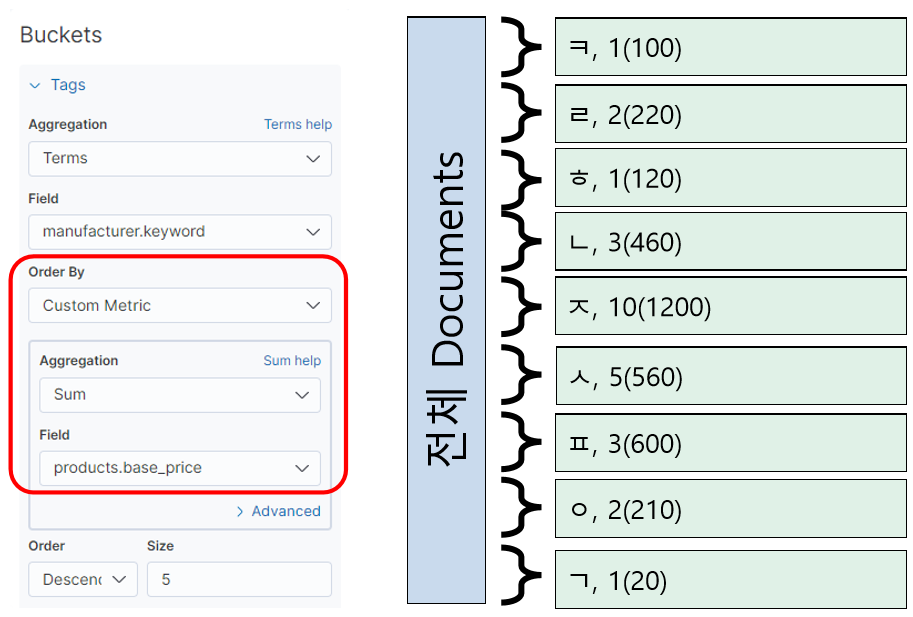 Buckets
Tags
Aggregation Terms help
Terms
Field
manufacturer.keyword
Order By
Custom Metric
Aggregation Sum help
Sum
Field
products.base_price
Advanced
Order Size
Descend 5
전체 Documents
ㅋ, 1(100)
ㄹ, 2(220)
ㅎ, 1(120)
ㄴ, 3(460)
ㅈ, 10(1200)
ㅅ, 5(560)
ㅍ, 3(600)
ㅇ, 2(210)
ㄱ, 1(20)